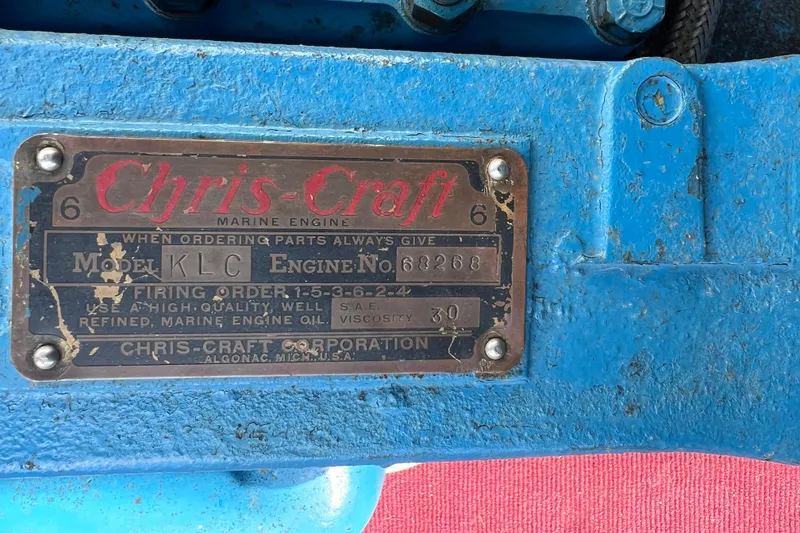 6 Chris-Craft 6
MARINE ENGINE
WHEN ORDERING PARTS ALWAYS GIVE
MODEL KLC ENGINE NO. 68268
FIRING ORDER 1-5-3-6-2-4
USE A HIGH QUALITY, WELL
REFINED, MARINE ENGINE OIL
S.A.E.
VISCOSITY 30
CHRIS-CRAFT CORPORATION
ALGONAC, MICH., U.S.A.